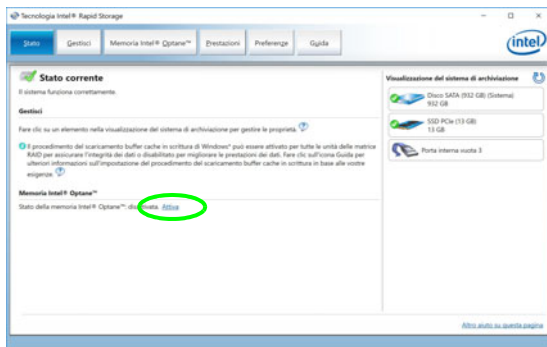 Tecnologia Intel® Rapid Storage
Stato
Gestisci
Memoria Intel® Optane™
Prestazioni
Preferenze
Guida
intel
Stato corrente
Il sistema funziona correttamente.
Gestisci
Fare clic su un elemento nella visualizzazione del sistema di archiviazione per gestire le proprietà.
Il procedimento del scaricamento buffer cache in scrittura di Windows* può essere attivato per tutte le unità delle matrice
RAID per assicurare l'integrità dei dati o disabilitato per migliorare le prestazioni dei dati. Fare clic sull'icona Guida per
ulteriori informazioni sull'impostazione del procedimento del scaricamento buffer cache in scrittura in base alle vostre
esigenze.
Memoria Intel® Optane™
Stato della memoria Intel® Optane™: disattivata Attiva
Visualizzazione del sistema di archiviazione
Disco SATA (932 GB) (Sistema)
932 GB
SSD PCIe (13 GB)
13 GB
Porta interna vuota 3
Altro aiuto su questa pagina